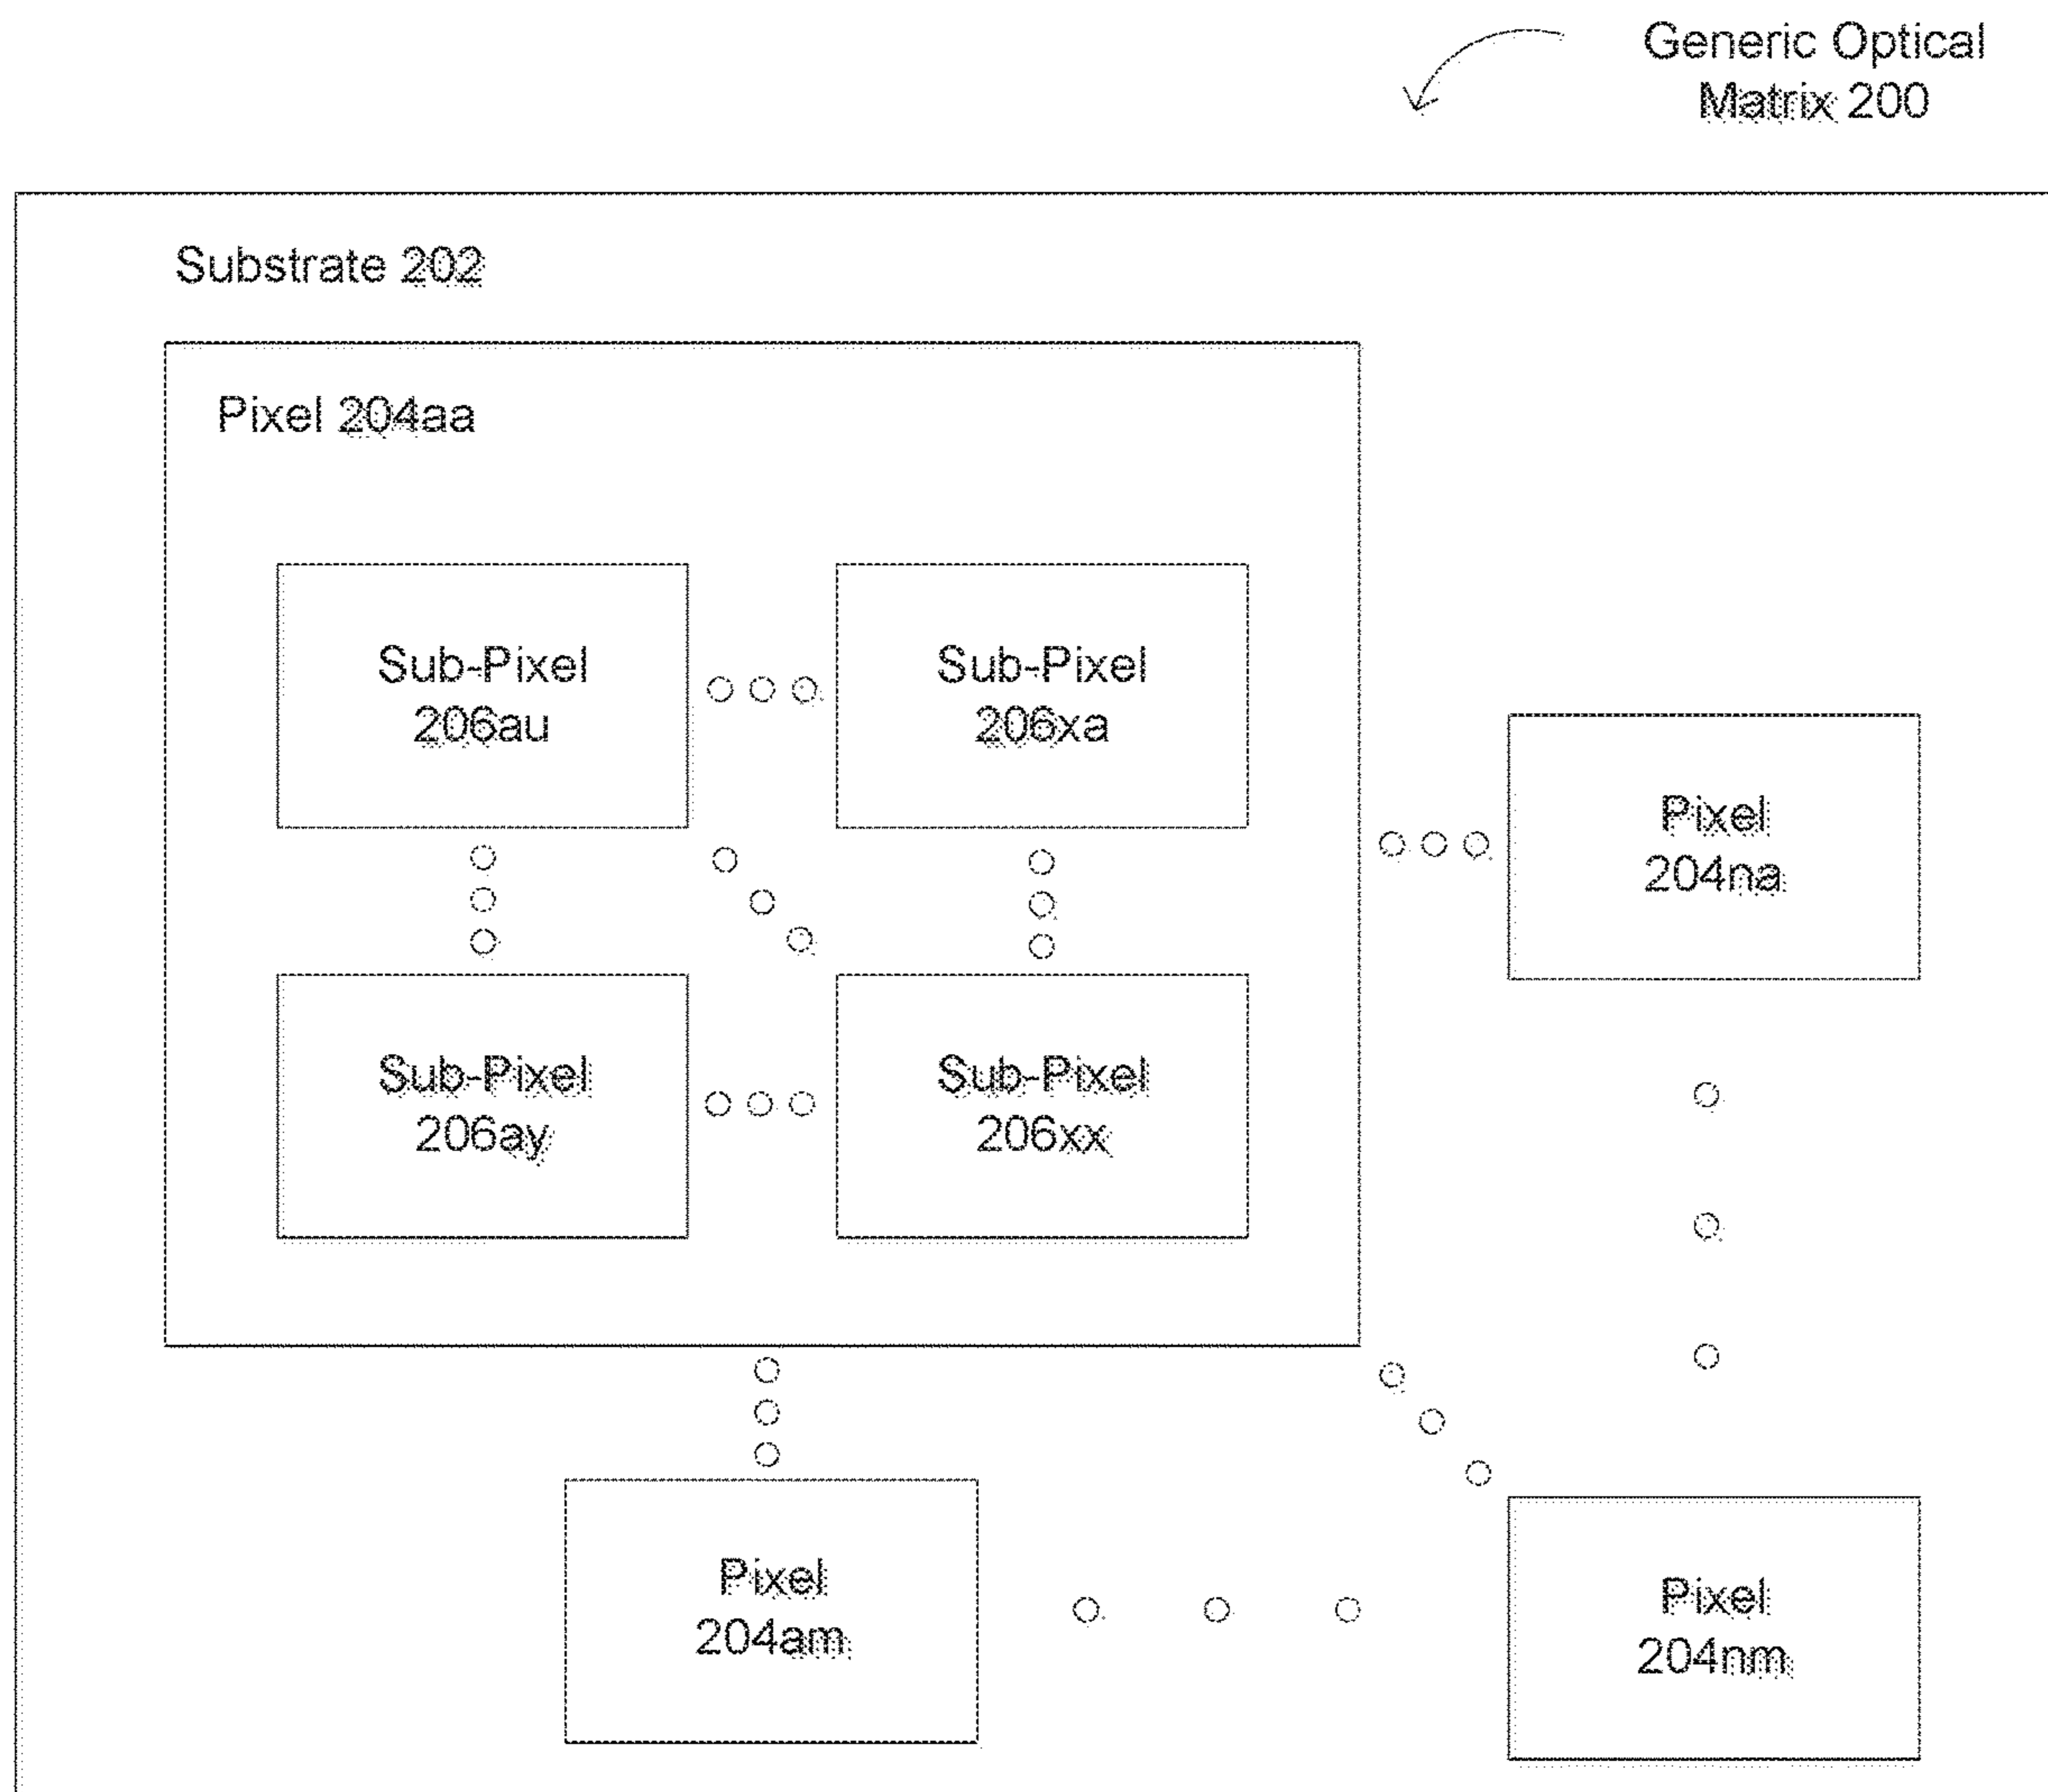 Generic Optical
Matrix 200
Substrate 202
Pixel 204aa
Sub-Pixel
206au
Sub-Pixel
206xa
Pixel
204na
Sub-Pixel
206ay
Sub-Pixel
206xx
Pixel
204am
Pixel
204nm